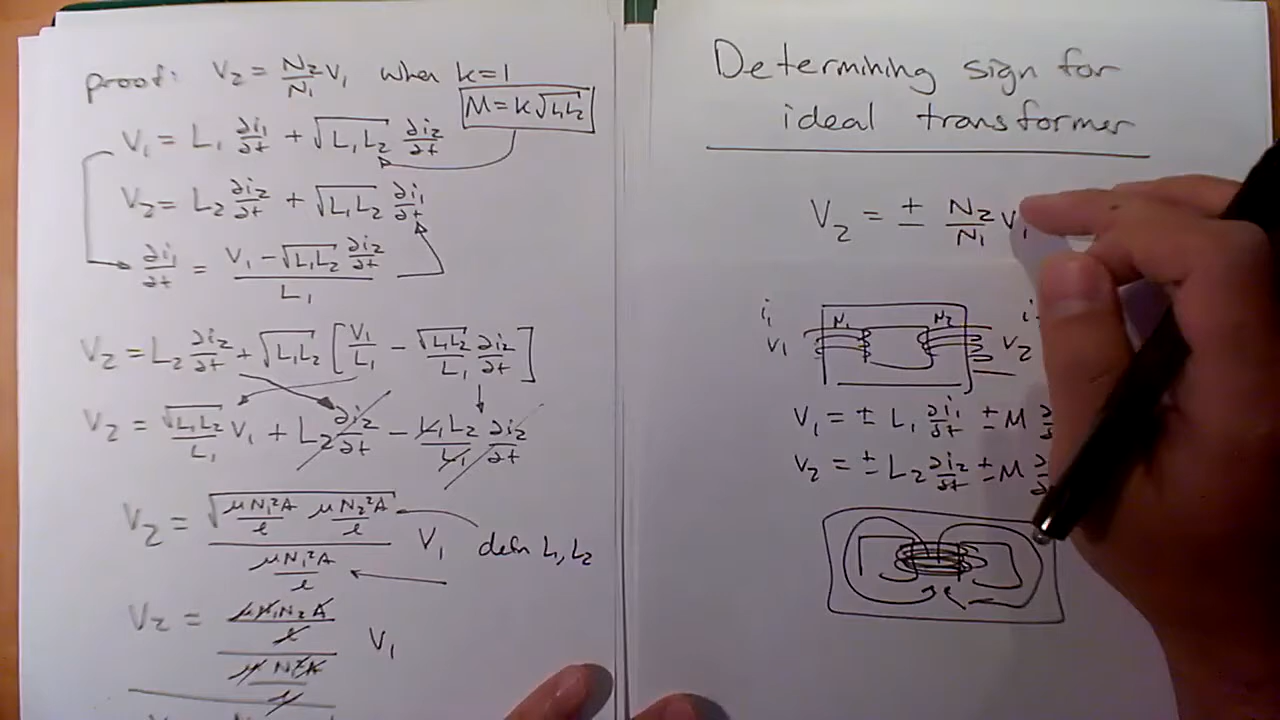 proof: V₂ = N₂/N₁ V₁ when k=1
M = k√L₁L₂
V₁ = L₁ ∂i₁/∂t + √L₁L₂ ∂i₂/∂t
V₂ = L₂ ∂i₂/∂t + √L₁L₂ ∂i₁/∂t
∂i₁/∂t = (V₁ - √L₁L₂ ∂i₂/∂t)/L₁
V₂ = L₂ ∂i₂/∂t + √L₁L₂ [V₁/L₁ - √L₁L₂/L₁ ∂i₂/∂t]
V₂ = √L₁L₂/L₁ V₁ + L₂ ∂i₂/∂t - L₁L₂/L₁ ∂i₂/∂t
V₂ = √(μN₁²A/l μN₂²A/l) / (μN₁²A/l) V₁ defn L₁, L₂
V₂ = (μN₁N₂A/l) / (μN₁²A/l) V₁
Determining sign for
ideal transformer
V₂ = ± N₂/N₁ V₁
i₁ N₁ N₂ i
V₁ V₂
V₁ = ± L₁ ∂i₁/∂t ± M ∂
V₂ = ± L₂ ∂i₂/∂t ± M ∂